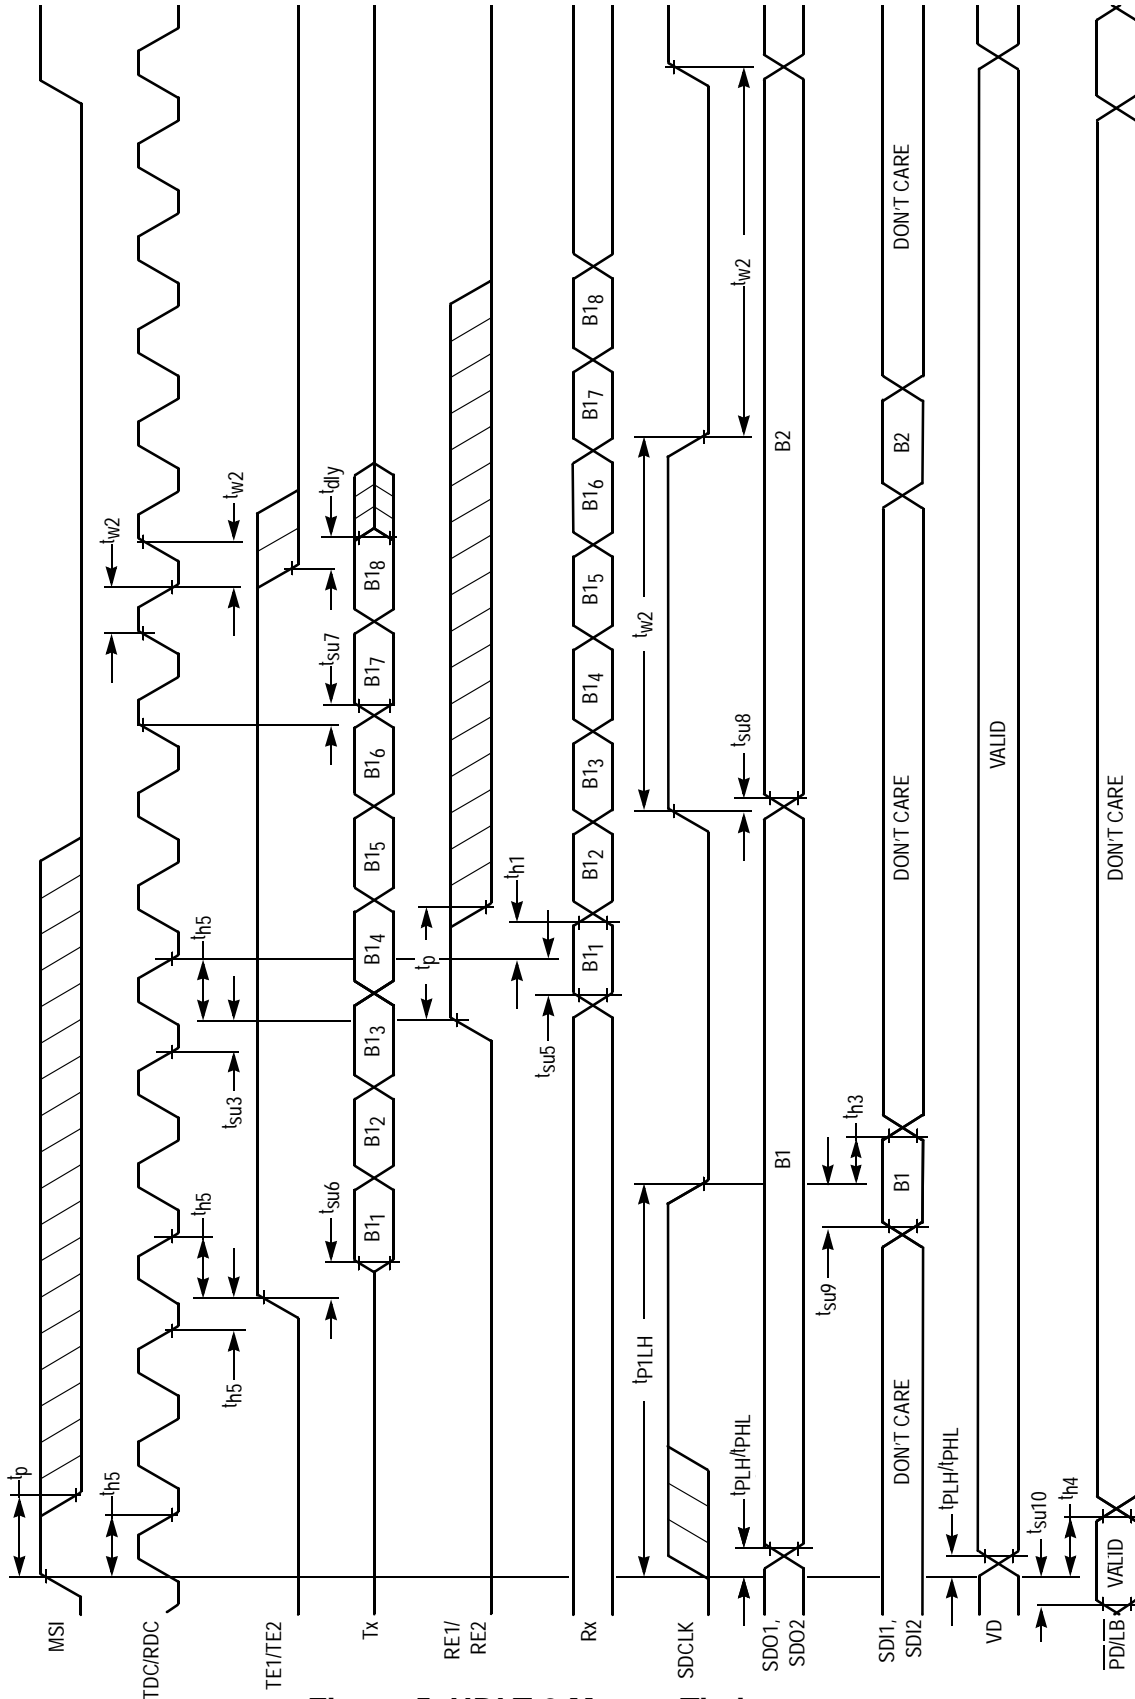 MSI
tp
TDC/RDC
th5
th5
tsu3
th5
tw2
th5
tw2
TE1/TE2
Tx
tsu6
tsu7
tdly
B11
B12
B13
B14
B15
B16
B17
B18
RE1/
RE2
tp
Rx
tsu5
th1
B11
B12
B13
B14
B15
B16
B17
B18
SDCLK
tP1LH
tw2
tw2
SDO1,
SDO2
tPLH/tPHL
tsu8
B1
B2
SDI1,
SDI2
tsu9
th3
DON'T CARE
B1
DON'T CARE
B2
DON'T CARE
VD
tPLH/tPHL
VALID
PD/LB
tsu10
th4
VALID
DON'T CARE